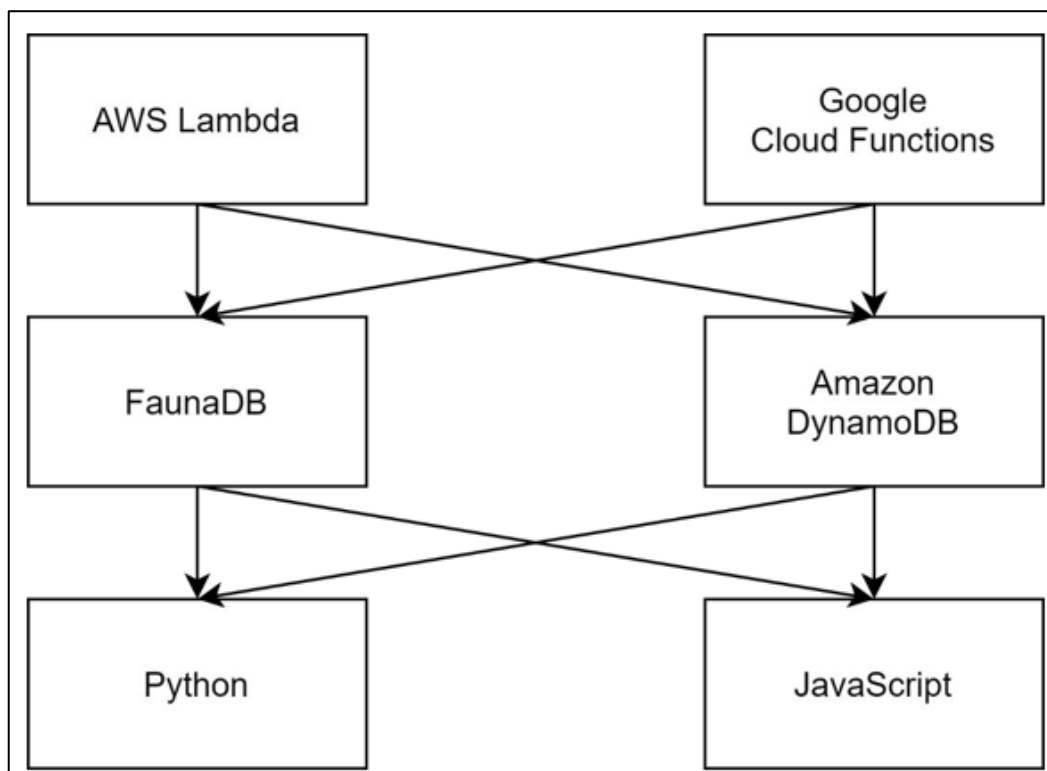 AWS Lambda
Google
Cloud Functions
FaunaDB
Amazon
DynamoDB
Python
JavaScript